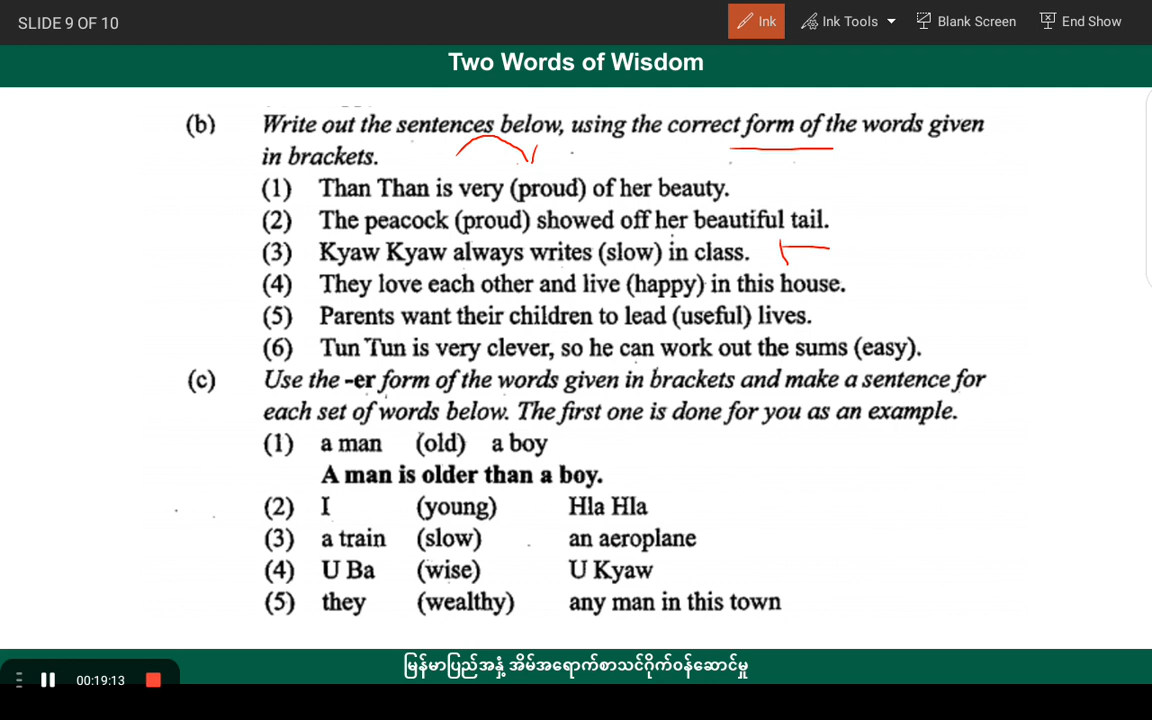 SLIDE 9 OF 10
Ink Ink Tools Blank Screen End Show
Two Words of Wisdom
(b) Write out the sentences below, using the correct form of the words given
in brackets.
(1) Than Than is very (proud) of her beauty.
(2) The peacock (proud) showed off her beautiful tail.
(3) Kyaw Kyaw always writes (slow) in class.
(4) They love each other and live (happy) in this house.
(5) Parents want their children to lead (useful) lives.
(6) Tun Tun is very clever, so he can work out the sums (easy).
(c) Use the -er form of the words given in brackets and make a sentence for
each set of words below. The first one is done for you as an example.
(1) a man (old) a boy
A man is older than a boy.
(2) I (young) Hla Hla
(3) a train (slow) an aeroplane
(4) U Ba (wise) U Kyaw
(5) they (wealthy) any man in this town
မြန်မာပြည်အနှံ့ အိမ်အရောက်စာသင်ဂိုက်ဝန်ဆောင်မှု
00:19:13